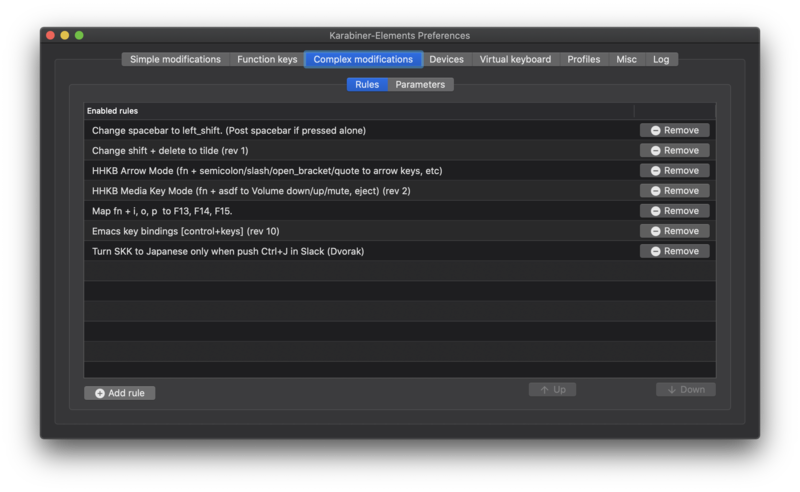 Karabiner-Elements Preferences
Simple modifications Function keys Complex modifications Devices Virtual keyboard Profiles Misc Log
Rules Parameters
Enabled rules
Change spacebar to left_shift. (Post spacebar if pressed alone) Remove
Change shift + delete to tilde (rev 1) Remove
HHKB Arrow Mode (fn + semicolon/slash/open_bracket/quote to arrow keys, etc) Remove
HHKB Media Key Mode (fn + asdf to Volume down/up/mute, eject) (rev 2) Remove
Map fn + i, o, p to F13, F14, F15. Remove
Emacs key bindings [control+keys] (rev 10) Remove
Turn SKK to Japanese only when push Ctrl+J in Slack (Dvorak) Remove
Add rule Up Down